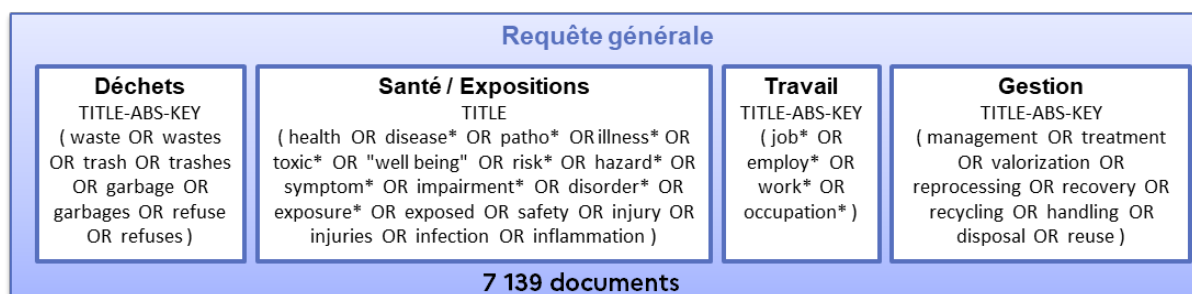 Requête générale
Déchets
TITLE-ABS-KEY
( waste OR wastes
OR trash OR trashes
OR garbage OR
garbages OR refuse
OR refuses )
Santé / Expositions
TITLE
( health OR disease* OR patho* OR illness* OR
toxic* OR "well being" OR risk* OR hazard* OR
symptom* OR impairment* OR disorder* OR
exposure* OR exposed OR safety OR injury OR
injuries OR infection OR inflammation )
Travail
TITLE-ABS-KEY
( job* OR
employ* OR
work* OR
occupation* )
Gestion
TITLE-ABS-KEY
( management OR treatment
OR valorization OR
reprocessing OR recovery OR
recycling OR handling OR
disposal OR reuse )
7 139 documents